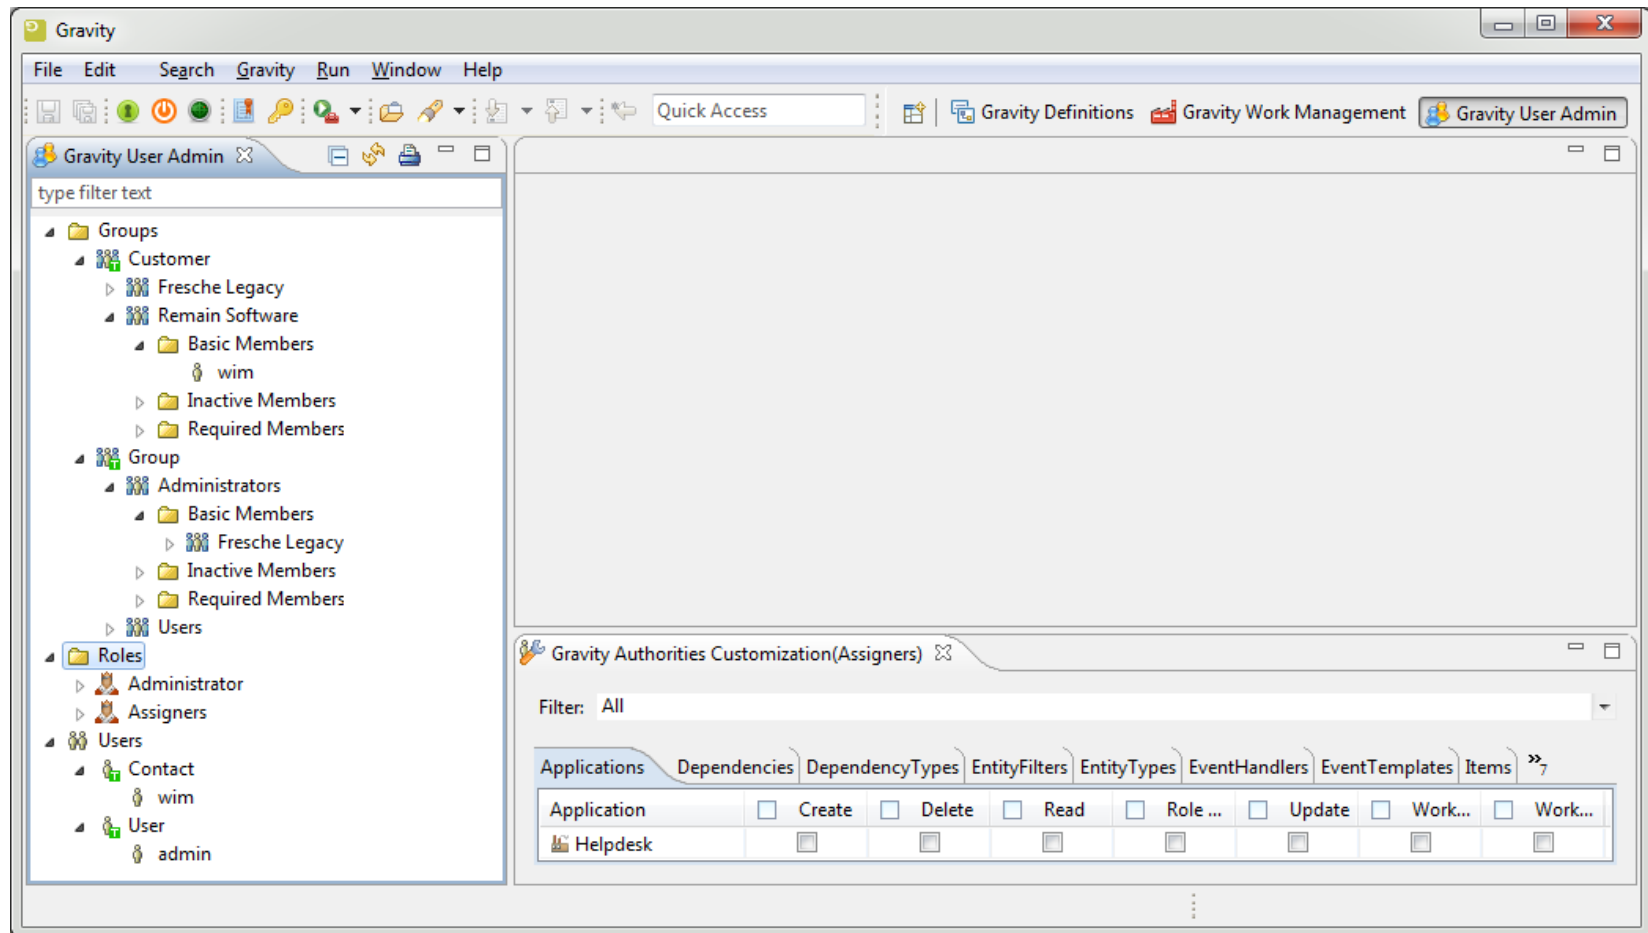 Gravity
File Edit Search Gravity Run Window Help
Quick Access Gravity Definitions Gravity Work Management Gravity User Admin
Gravity User Admin
type filter text
Groups
Customer
Fresche Legacy
Remain Software
Basic Members
wim
Inactive Members
Required Members
Group
Administrators
Basic Members
Fresche Legacy
Inactive Members
Required Members
Users
Roles
Administrator
Assigners
Users
Contact
wim
User
admin
Gravity Authorities Customization(Assigners)
Filter: All
Applications Dependencies DependencyTypes EntityFilters EntityTypes EventHandlers EventTemplates Items »7
Application Create Delete Read Role ... Update Work... Work...
Helpdesk